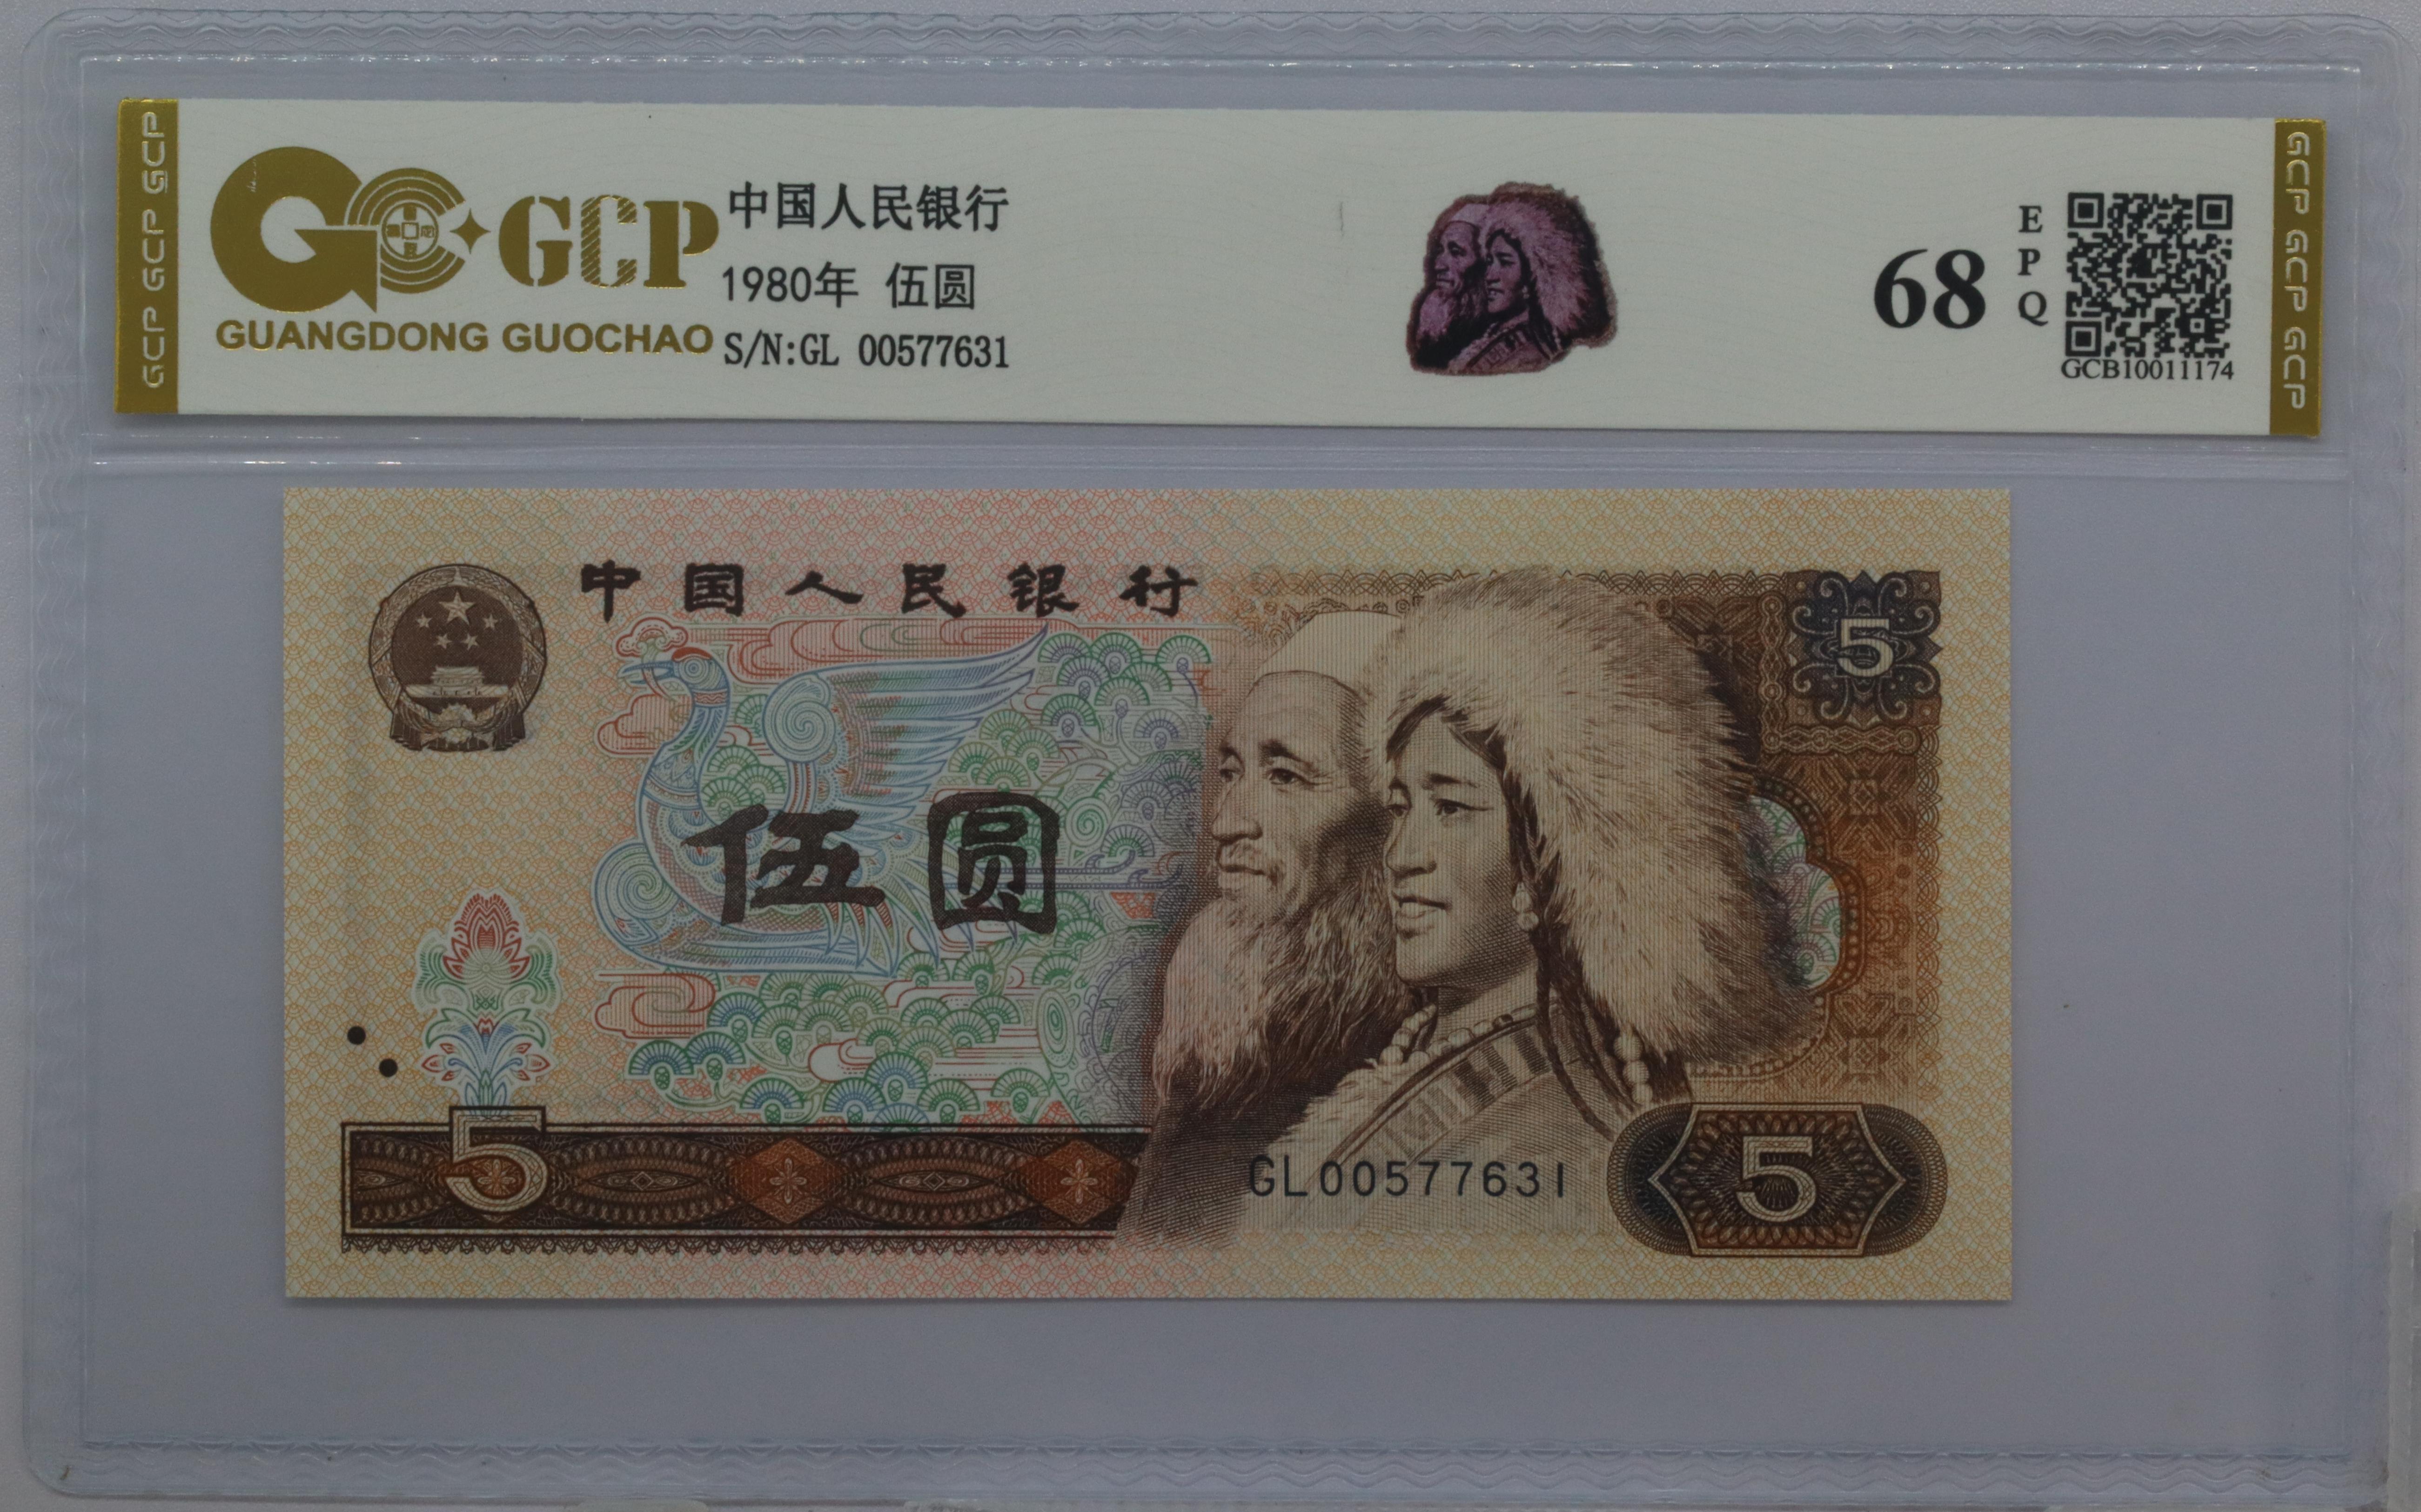 GCP GCP GCP
GCP
GUANGDONG GUOCHAO
中国人民银行
1980年 伍圆
S/N:GL 00577631
68
EPQ
GCB10011174
GCP GCP GCP
中国人民银行
5
伍圆
5
GL00577631
5